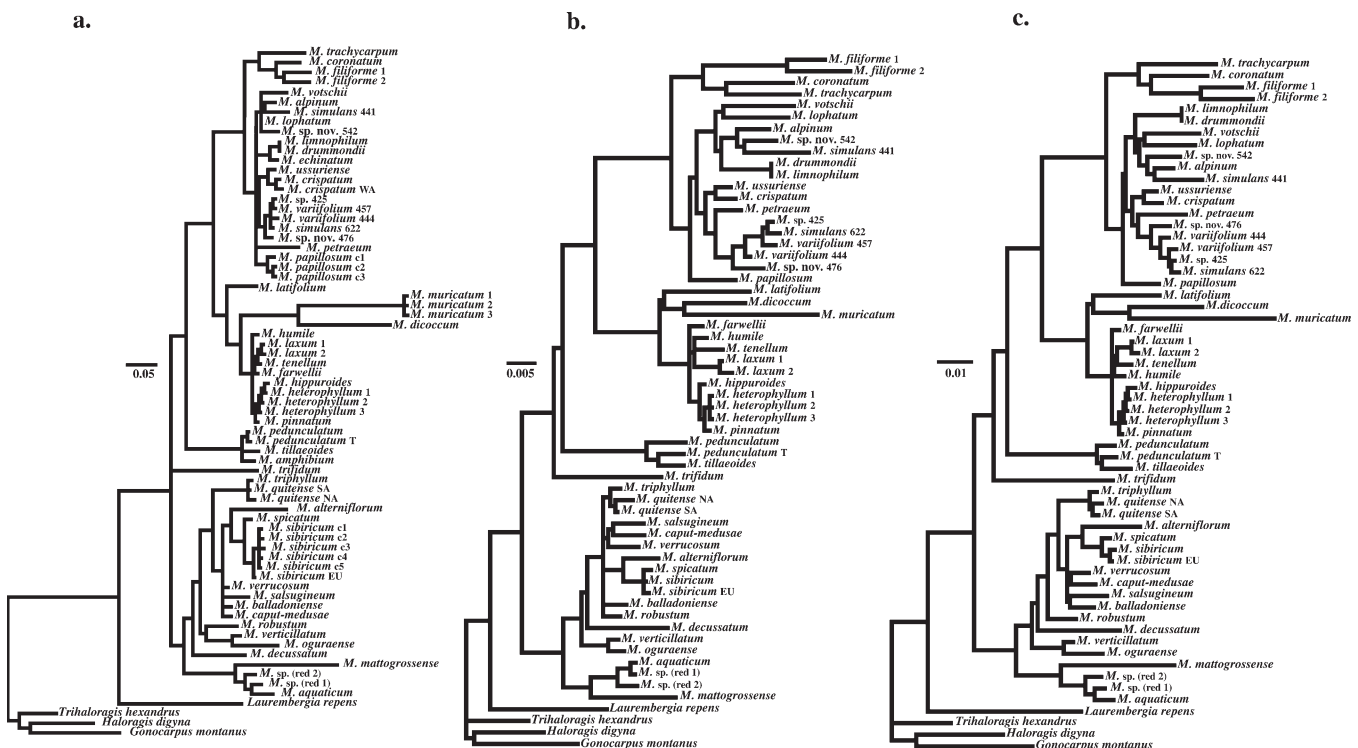 a.
M. trachycarpum
M. coronatum
M. filiforme 1
M. filiforme 2
M. votschii
M. alpinum
M. simulans 441
M. lophatum
M. sp. nov. 542
M. limnophilum
M. drummondii
M. echinatum
M. ussuriense
M. crispatum
M. crispatum WA
M. sp. 425
M. variifolium 457
M. variifolium 444
M. simulans 622
M. sp. nov. 476
M. petraeum
M. papillosum c1
M. papillosum c2
M. papillosum c3
M. latifolium
M. muricatum 1
M. muricatum 2
M. muricatum 3
M. dicoccum
M. humile
M. laxum 1
M. laxum 2
M. tenellum
M. farwellii
M. hippuroides
M. heterophyllum 1
M. heterophyllum 2
M. heterophyllum 3
M. pinnatum
M. pedunculatum
M. pedunculatum T
M. tillaeoides
M. amphibium
M. trifidum
M. triphyllum
M. quitense SA
M. quitense NA
M. alterniflorum
M. spicatum
M. sibiricum c1
M. sibiricum c2
M. sibiricum c3
M. sibiricum c4
M. sibiricum c5
M. sibiricum EU
M. verrucosum
M. salsugineum
M. balladoniense
M. caput-medusae
M. robustum
M. verticillatum
M. oguraense
M. decussatum
M. mattogrossense
M. sp. (red 2)
M. sp. (red 1)
M. aquaticum
Laurembergia repens
Trihaloragis hexandrus
Haloragis digyna
Gonocarpus montanus
0.05
b.
M. filiforme 1
M. filiforme 2
M. coronatum
M. trachycarpum
M. votschii
M. lophatum
M. alpinum
M. sp. nov. 542
M. simulans 441
M. drummondii
M. limnophilum
M. ussuriense
M. crispatum
M. petraeum
M. sp. 425
M. simulans 622
M. variifolium 457
M. variifolium 444
M. sp. nov. 476
M. papillosum
M. latifolium
M.dicoccum
M. muricatum
M. farwellii
M. humile
M. tenellum
M. laxum 1
M. laxum 2
M. hippuroides
M. heterophyllum 1
M. heterophyllum 2
M. heterophyllum 3
M. pinnatum
M. pedunculatum
M. pedunculatum T
M. tillaeoides
M. trifidum
M. triphyllum
M. quitense NA
M. quitense SA
M. salsugineum
M. caput-medusae
M. verrucosum
M. alterniflorum
M. spicatum
M. sibiricum
M. sibiricum EU
M. balladoniense
M. robustum
M. decussatum
M. verticillatum
M. oguraense
M. aquaticum
M. sp. (red 1)
M. sp. (red 2)
M. mattogrossense
Laurembergia repens
Trihaloragis hexandrus
Haloragis digyna
Gonocarpus montanus
0.005
c.
M. trachycarpum
M. coronatum
M. filiforme 1
M. filiforme 2
M. limnophilum
M. drummondii
M. votschii
M. lophatum
M. sp. nov. 542
M. alpinum
M. simulans 441
M. ussuriense
M. crispatum
M. petraeum
M. sp. nov. 476
M. variifolium 444
M. variifolium 457
M. sp. 425
M. simulans 622
M. papillosum
M. latifolium
M.dicoccum
M. muricatum
M. farwellii
M. laxum 1
M. laxum 2
M. tenellum
M. humile
M. hippuroides
M. heterophyllum 1
M. heterophyllum 2
M. heterophyllum 3
M. pinnatum
M. pedunculatum
M. pedunculatum T
M. tillaeoides
M. trifidum
M. triphyllum
M. quitense NA
M. quitense SA
M. alterniflorum
M. spicatum
M. sibiricum
M. sibiricum EU
M. verrucosum
M. caput-medusae
M. salsugineum
M. balladoniense
M. robustum
M. decussatum
M. verticillatum
M. oguraense
M. mattogrossense
M. sp. (red 2)
M. sp. (red 1)
M. aquaticum
Laurembergia repens
Trihaloragis hexandrus
Haloragis digyna
Gonocarpus montanus
0.01